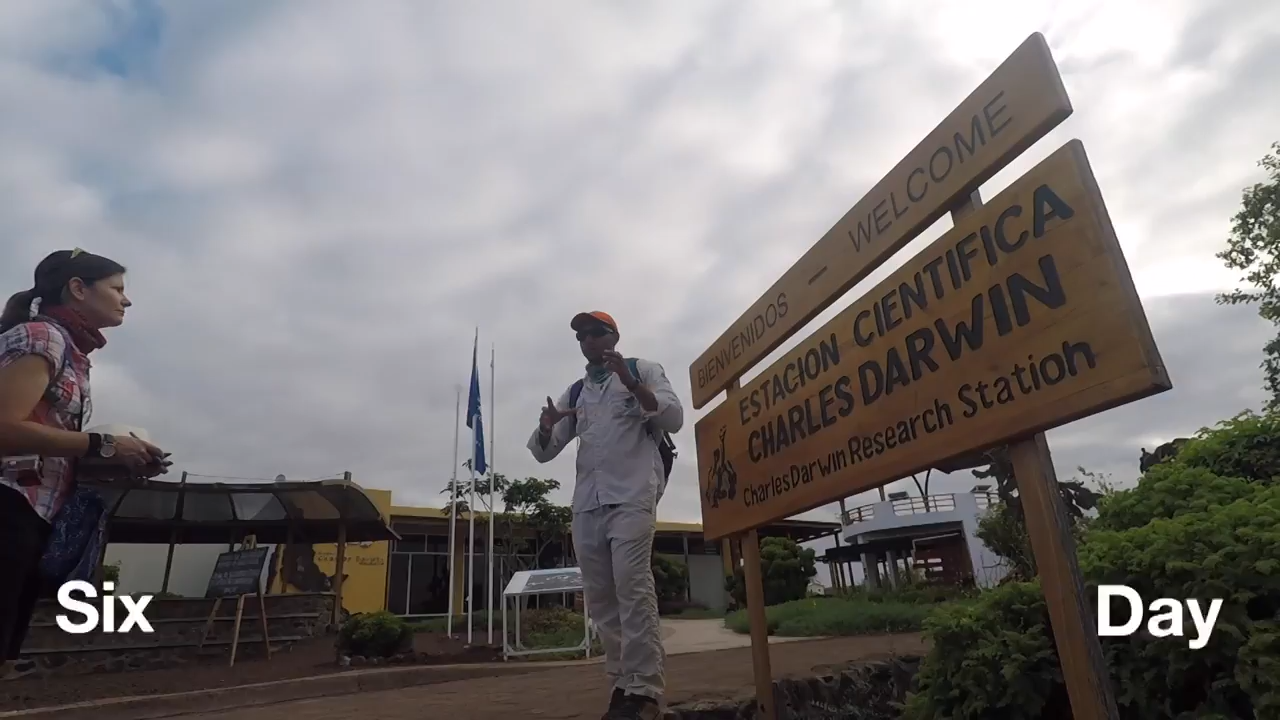 BIENVENIDOS - WELCOME
ESTACION CIENTIFICA
CHARLES DARWIN
Charles Darwin Research Station
Six
Day